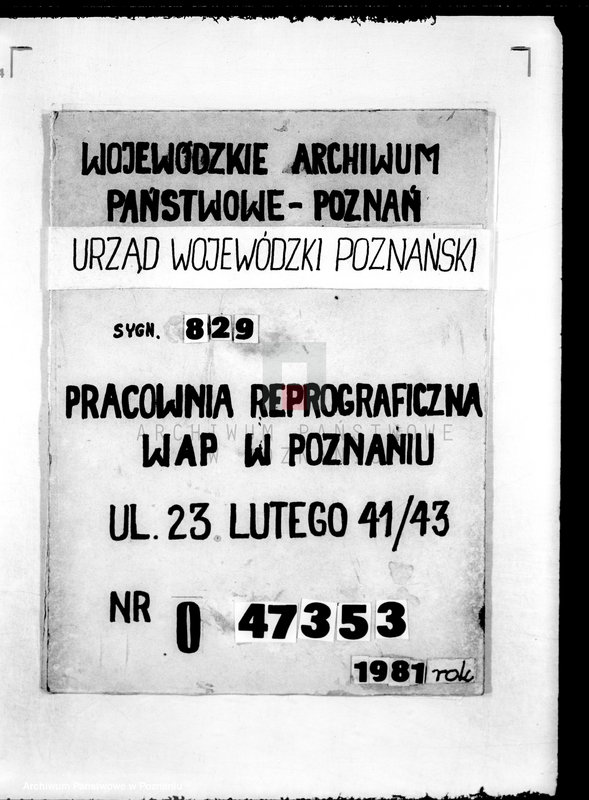 WOJEWÓDZKIE ARCHIWUM
PAŃSTWOWE - POZNAŃ
URZĄD WOJEWÓDZKI POZNAŃSKI
SYGN. 829
PRACOWNIA REPROGRAFICZNA
ARCHIWUM PAŃSTWOWE
W POZNANIU
WAP W POZNANIU
UL. 23 LUTEGO 41/43
NR 0 47353
1981 rok
Archiwum Państwowe w Poznaniu